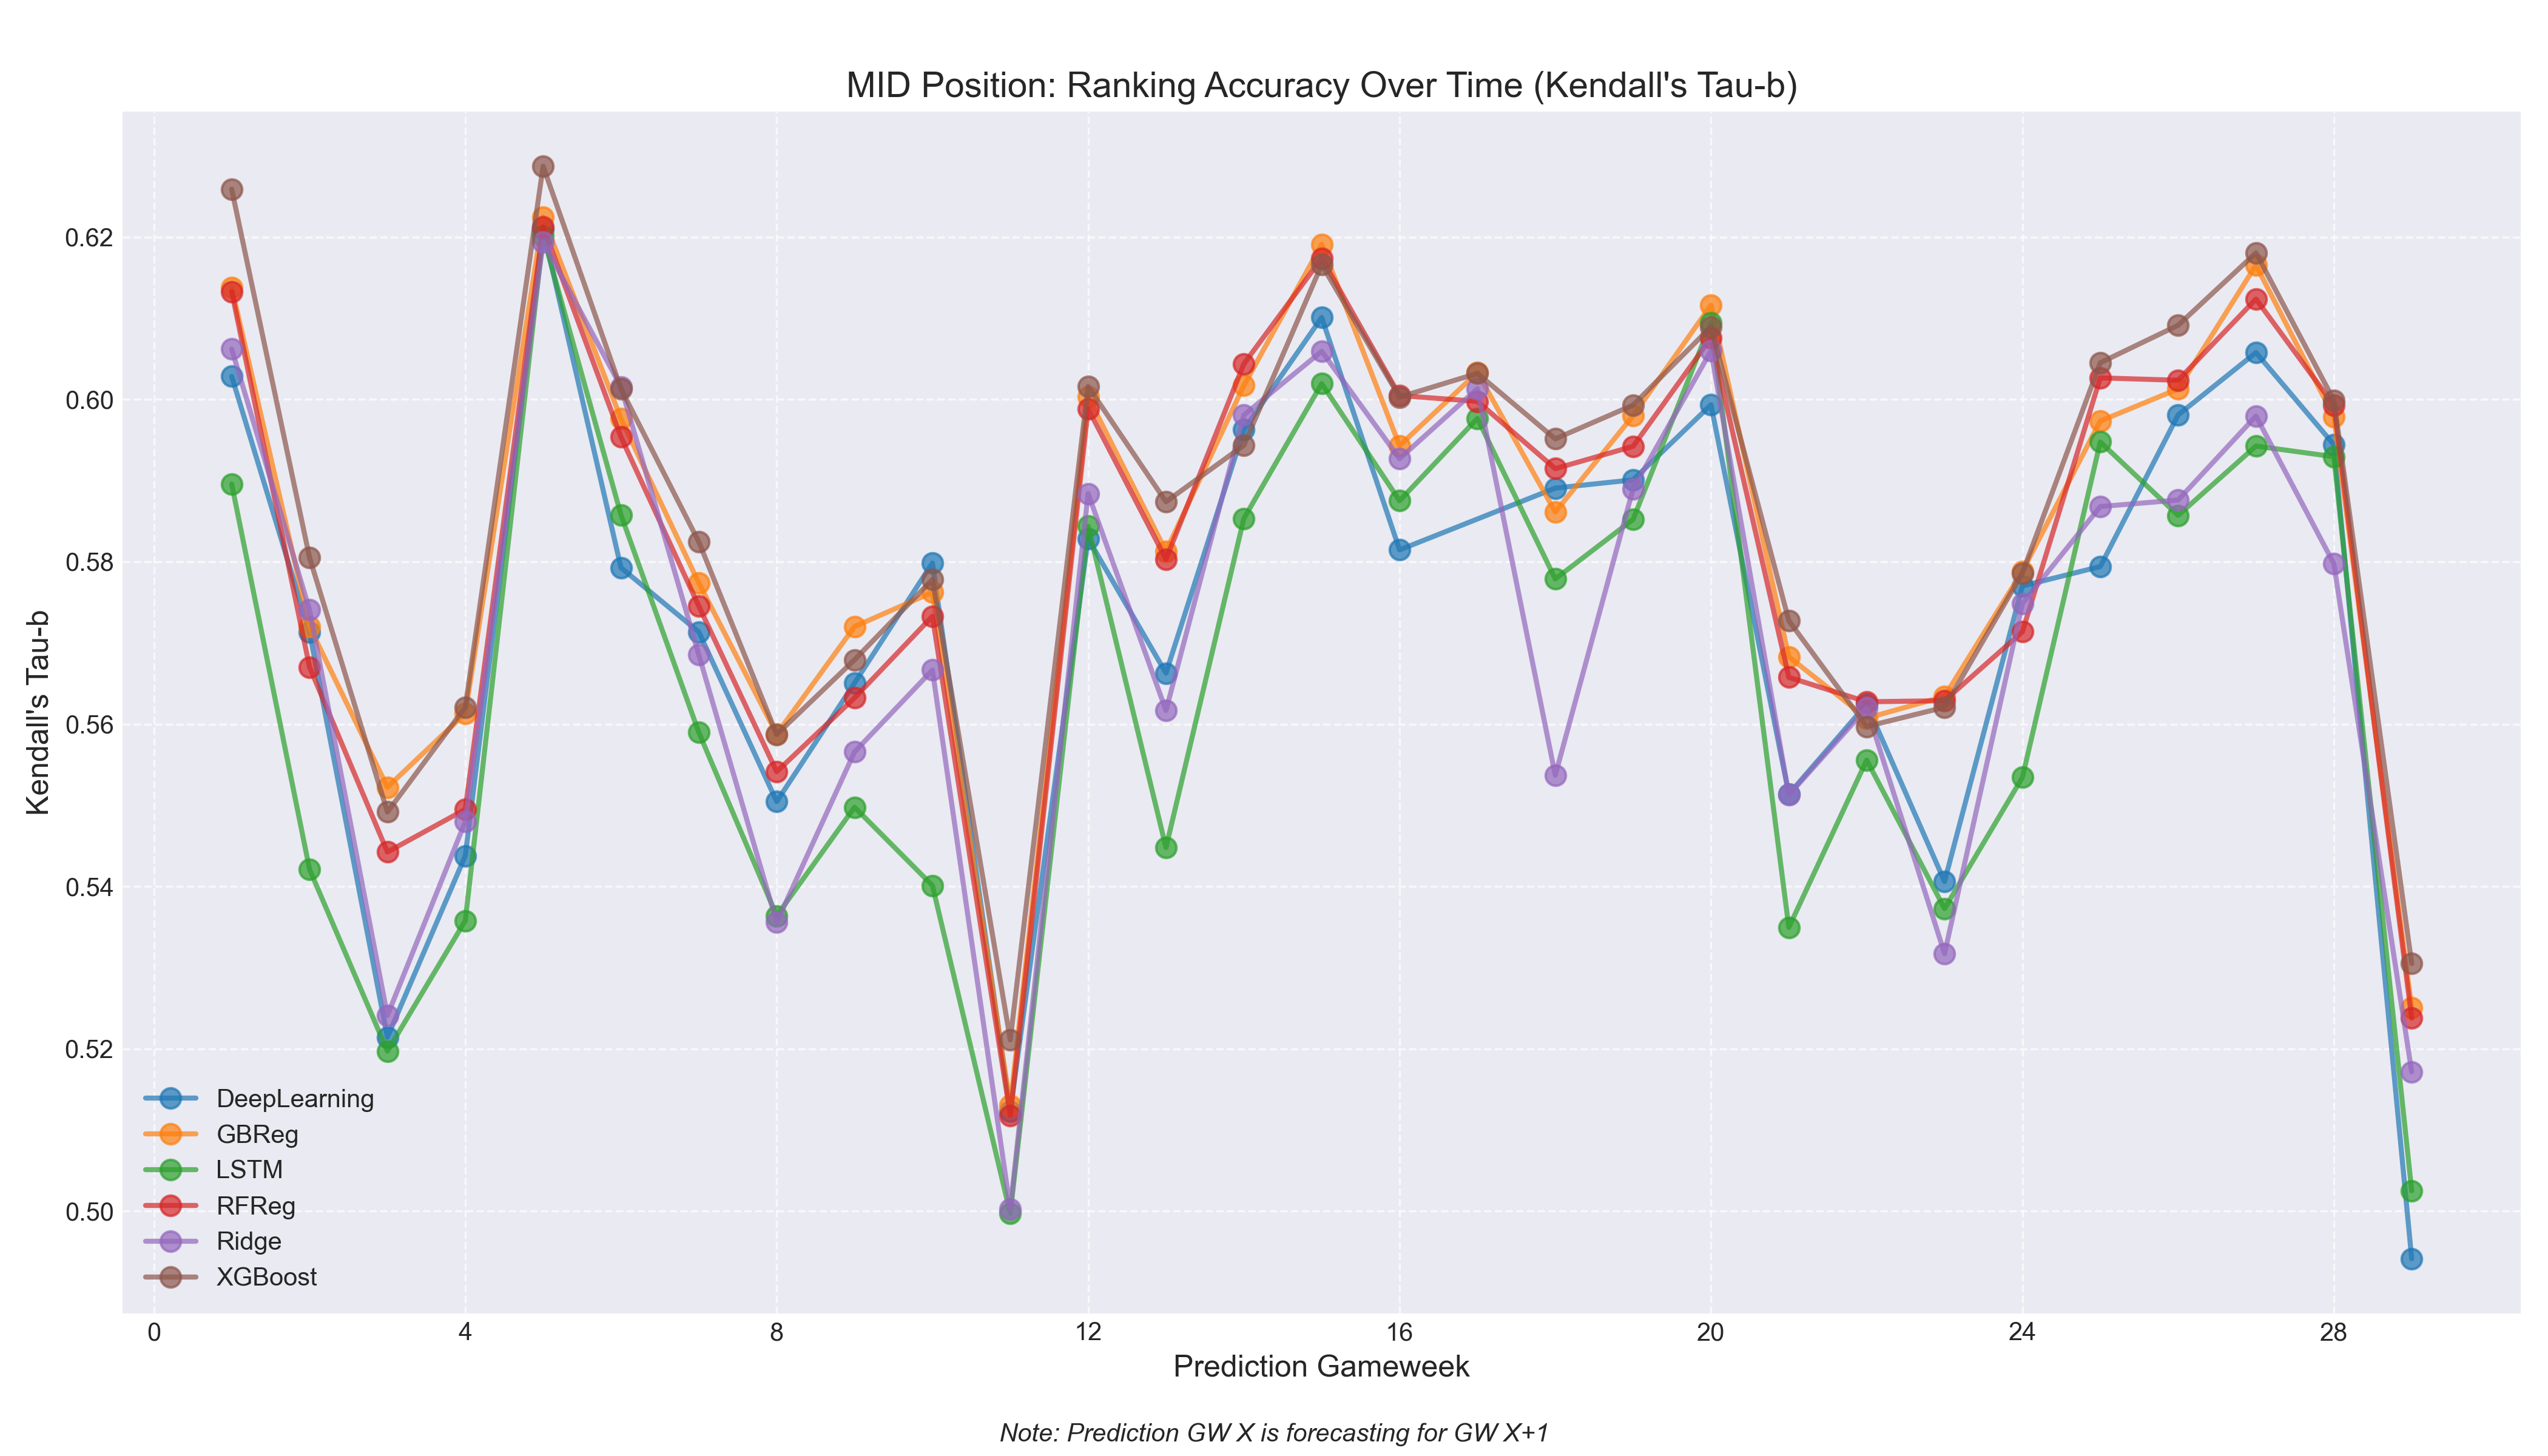 MID Position: Ranking Accuracy Over Time (Kendall's Tau-b)
Kendall's Tau-b
0.62
0.60
0.58
0.56
0.54
0.52
0.50
DeepLearning
GBReg
LSTM
RFReg
Ridge
XGBoost
0 4 8 12 16 20 24 28
Prediction Gameweek
Note: Prediction GW X is forecasting for GW X+1